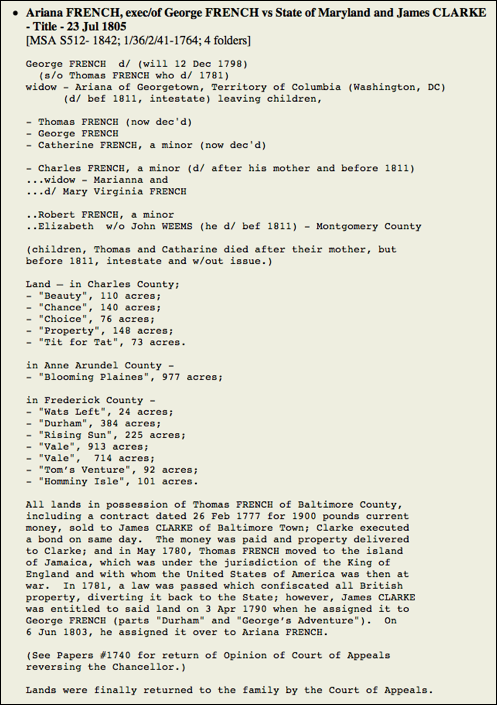 • Ariana FRENCH, exec/of George FRENCH vs State of Maryland and James CLARKE
- Title - 23 Jul 1805
[MSA S512- 1842; 1/36/2/41-1764; 4 folders]
George FRENCH  d/ (will 12 Dec 1798)
(s/o Thomas FRENCH who d/ 1781)
widow - Ariana of Georgetown, Territory of Columbia (Washington, DC)
(d/ bef 1811, intestate) leaving children,
- Thomas FRENCH (now dec'd)
- George FRENCH
- Catherine FRENCH, a minor (now dec'd)
- Charles FRENCH, a minor (d/ after his mother and before 1811)
...widow - Marianna and
...d/ Mary Virginia FRENCH
..Robert FRENCH, a minor
..Elizabeth  w/o John WEEMS (he d/ bef 1811) - Montgomery County
(children, Thomas and Catharine died after their mother, but
before 1811, intestate and w/out issue.)
Land – in Charles County;
- "Beauty", 110 acres;
- "Chance", 140 acres;
- "Choice", 76 acres;
- "Property", 148 acres;
- "Tit for Tat", 73 acres.
in Anne Arundel County -
- "Blooming Plaines", 977 acres;
in Frederick County -
- "Wats Left", 24 acres;
- "Durham", 384 acres;
- "Rising Sun", 225 acres;
- "Vale", 913 acres;
- "Vale",  714 acres;
- "Tom’s Venture", 92 acres;
- "Homminy Isle", 101 acres.
All lands in possession of Thomas FRENCH of Baltimore County,
including a contract dated 26 Feb 1777 for 1900 pounds current
money, sold to James CLARKE of Baltimore Town; Clarke executed
a bond on same day.  The money was paid and property delivered
to Clarke; and in May 1780, Thomas FRENCH moved to the island
of Jamaica, which was under the jurisdiction of the King of
England and with whom the United States of America was then at
war.  In 1781, a law was passed which confiscated all British
property, diverting it back to the State; however, James CLARKE
was entitled to said land on 3 Apr 1790 when he assigned it to
George FRENCH (parts "Durham" and "George’s Adventure").  On
6 Jun 1803, he assigned it over to Ariana FRENCH.
(See Papers #1740 for return of Opinion of Court of Appeals
reversing the Chancellor.)
Lands were finally returned to the family by the Court of Appeals.